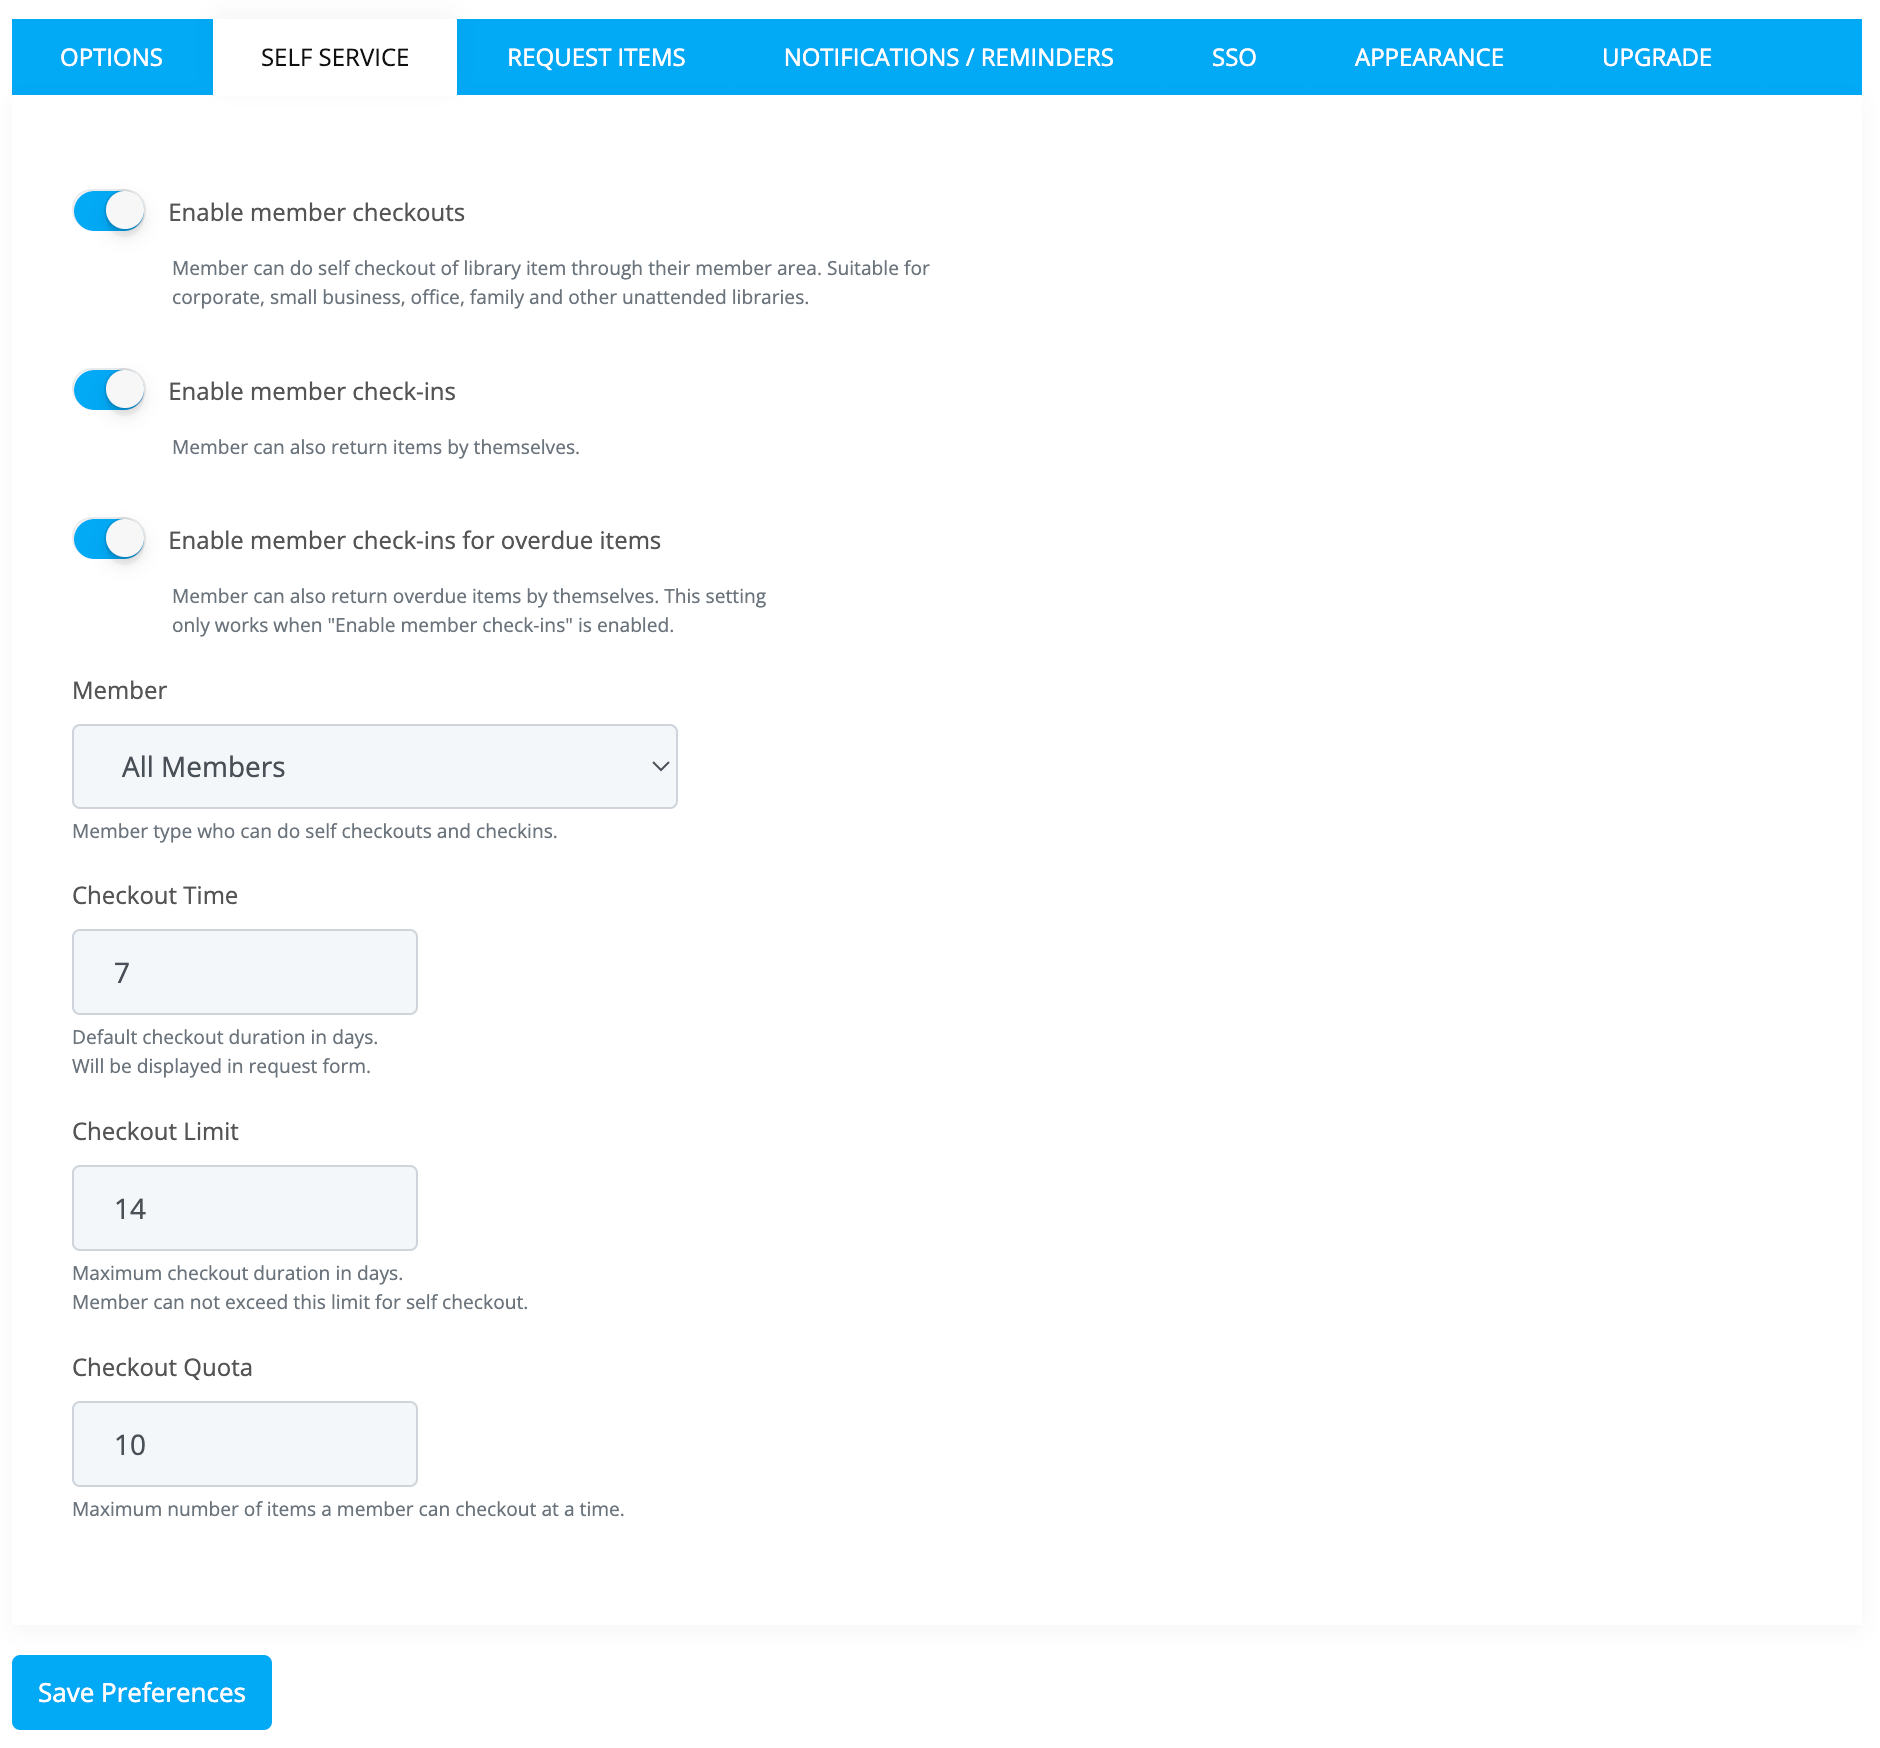 OPTIONS SELF SERVICE REQUEST ITEMS NOTIFICATIONS / REMINDERS SSO APPEARANCE UPGRADE
Enable member checkouts
Member can do self checkout of library item through their member area. Suitable for
corporate, small business, office, family and other unattended libraries.
Enable member check-ins
Member can also return items by themselves.
Enable member check-ins for overdue items
Member can also return overdue items by themselves. This setting
only works when "Enable member check-ins" is enabled.
Member
All Members
Member type who can do self checkouts and checkins.
Checkout Time
7
Default checkout duration in days.
Will be displayed in request form.
Checkout Limit
14
Maximum checkout duration in days.
Member can not exceed this limit for self checkout.
Checkout Quota
10
Maximum number of items a member can checkout at a time.
Save Preferences